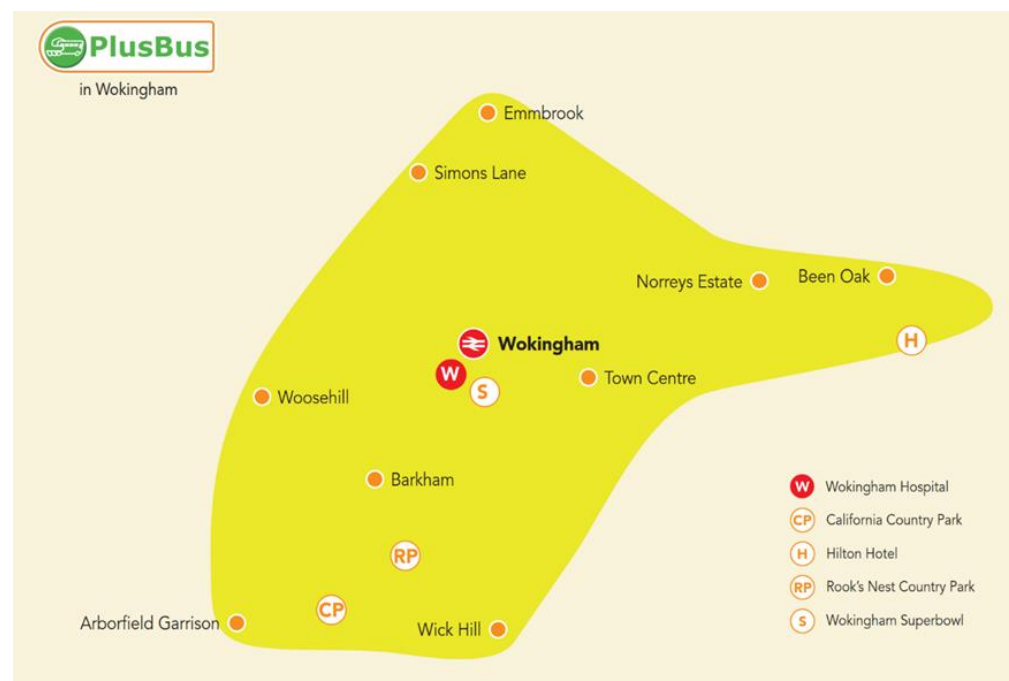 PlusBus
in Wokingham
Emmbrook
Simons Lane
Norreys Estate
Been Oak
H
Wokingham
W
S
Town Centre
Woosehill
Barkham
RP
CP
Arborfield Garrison
Wick Hill
W Wokingham Hospital
CP California Country Park
H Hilton Hotel
RP Rook's Nest Country Park
S Wokingham Superbowl